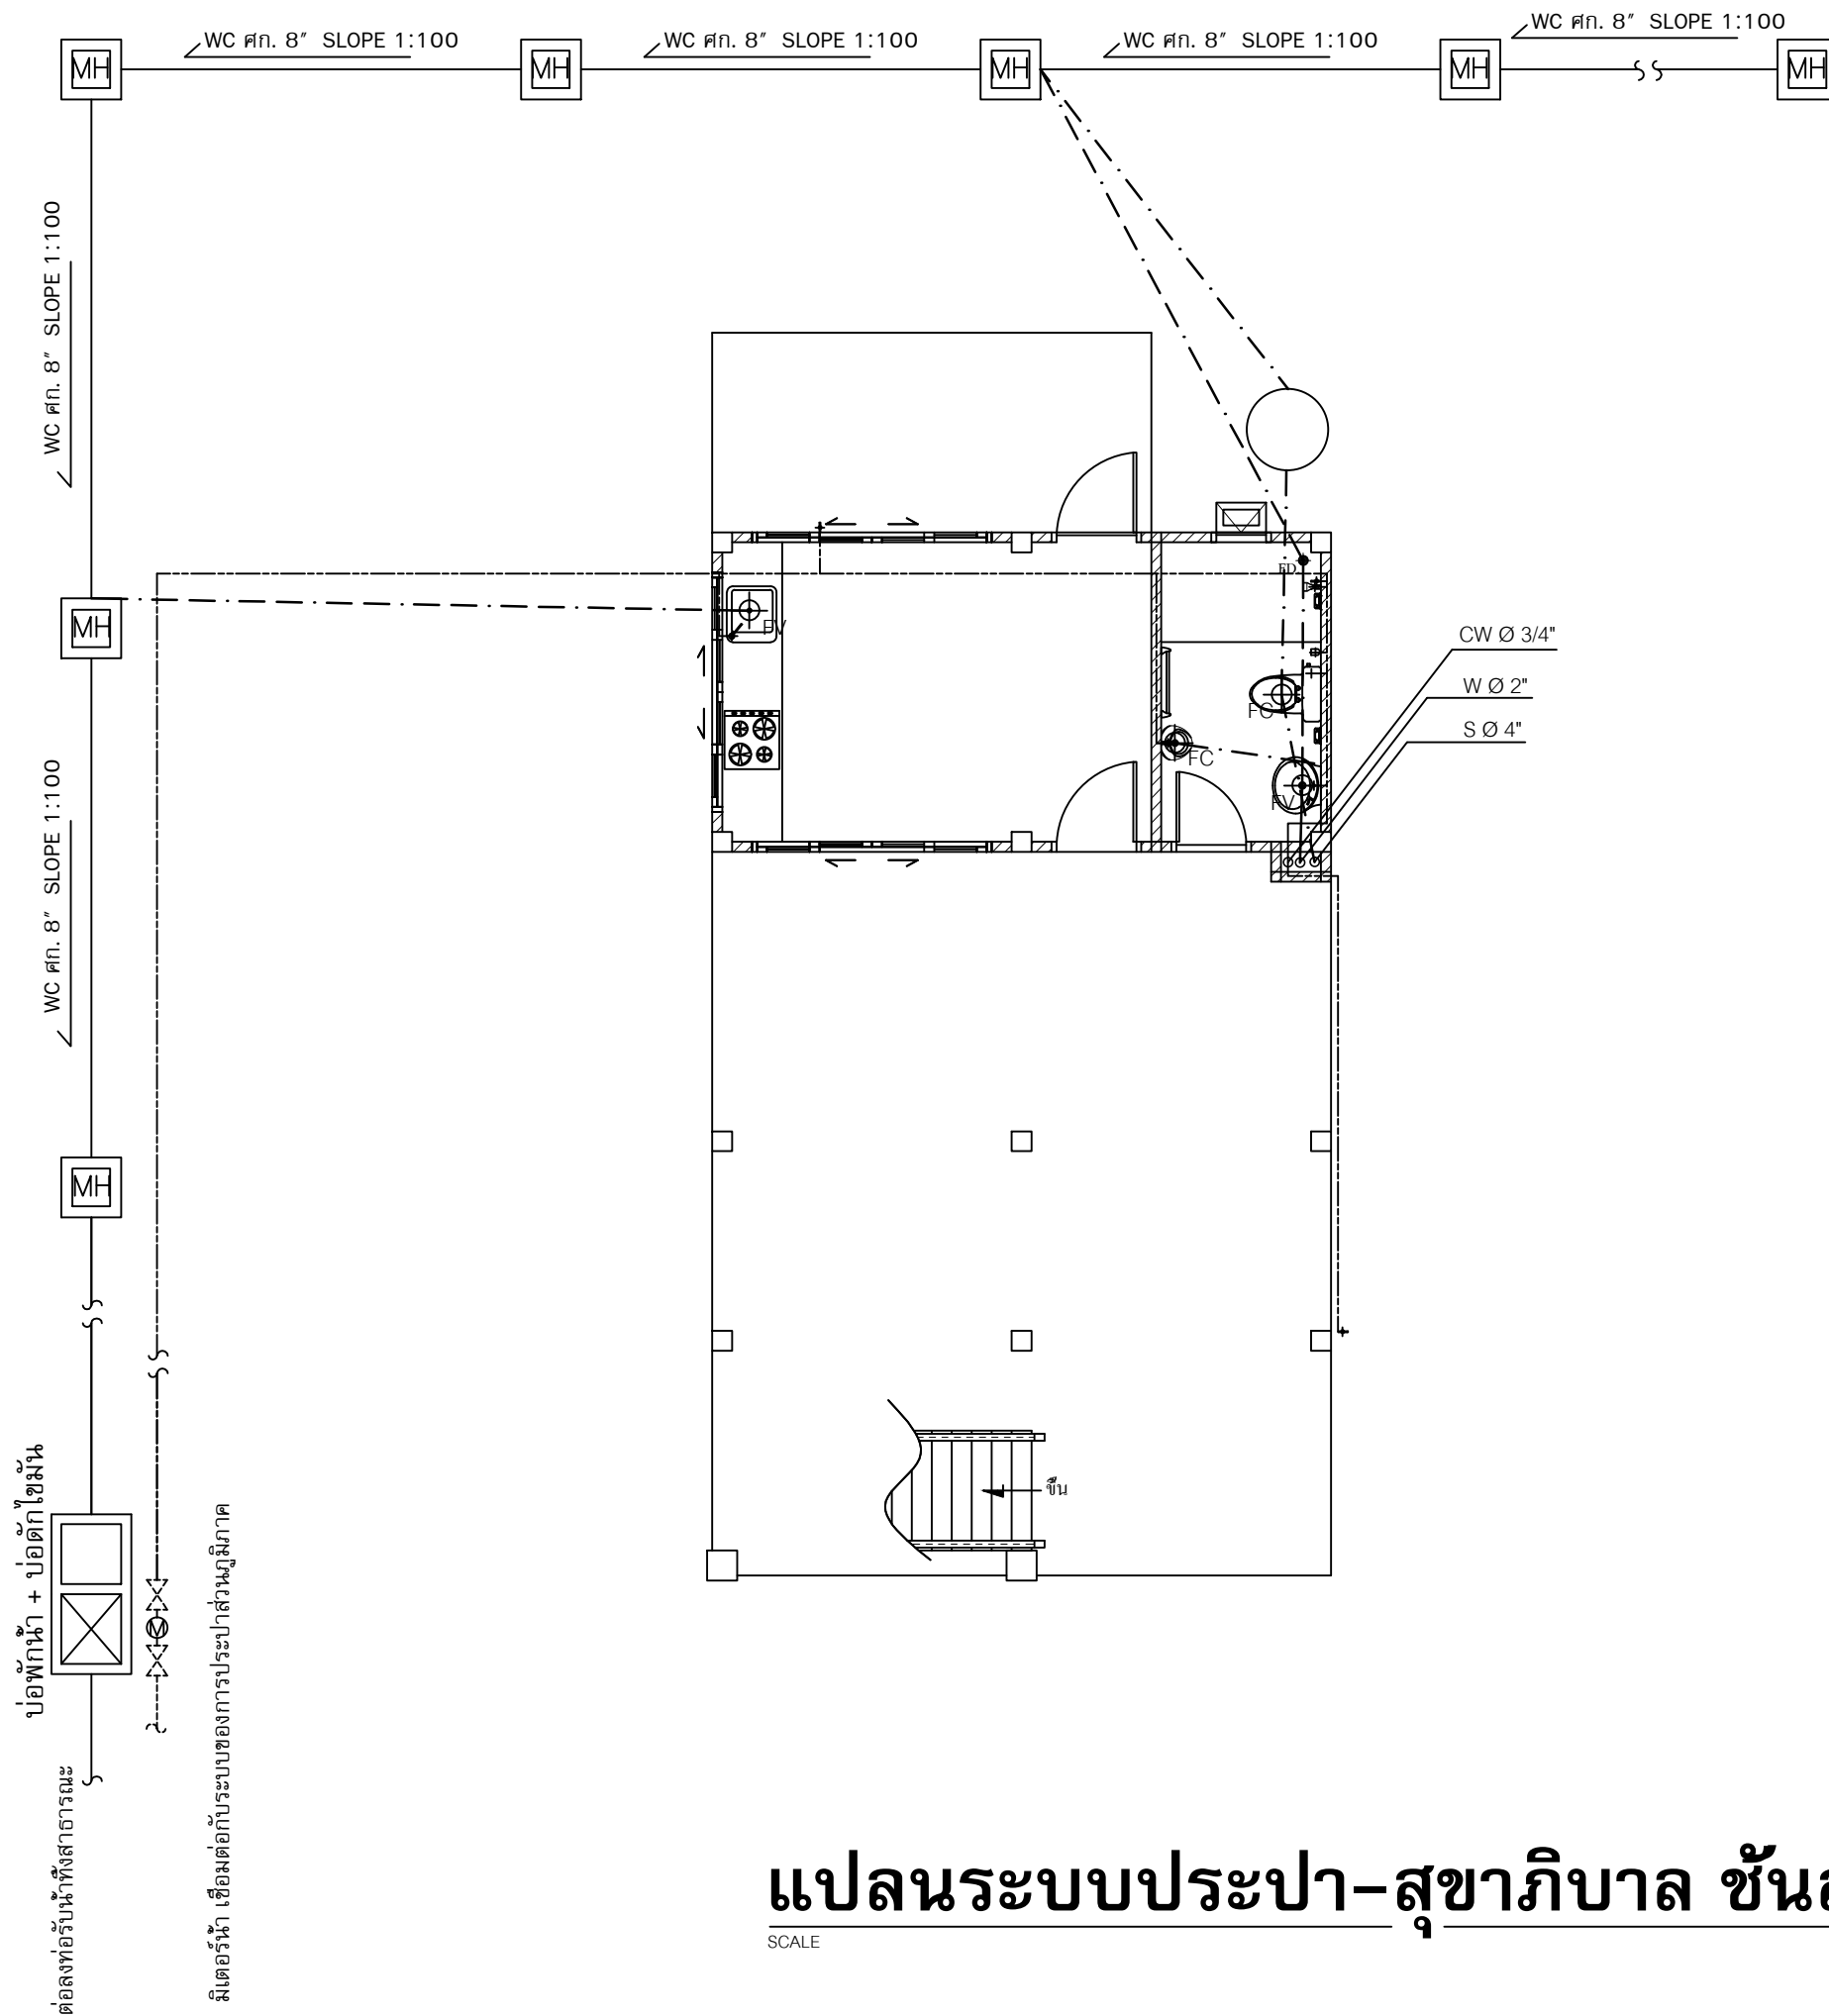 WC ศก. 8" SLOPE 1:100
WC ศก. 8" SLOPE 1:100
WC ศก. 8" SLOPE 1:100
WC ศก. 8" SLOPE 1:100
MH
MH
MH
MH
MH
WC ศก. 8" SLOPE 1:100
FD
MH
FV
CW Ø 3/4"
W Ø 2"
S Ø 4"
FC
FC
FV
WC ศก. 8" SLOPE 1:100
MH
ขึ้น
บ่อพักน้ำ + บ่อดักไขมัน
M
มิเตอร์น้ำ เชื่อมต่อกับระบบของการประปาส่วนภูมิภาค
ต่อลงท่อรับน้ำทิ้งสาธารณะ
แปลนระบบประปา-สุขาภิบาล
SCALE